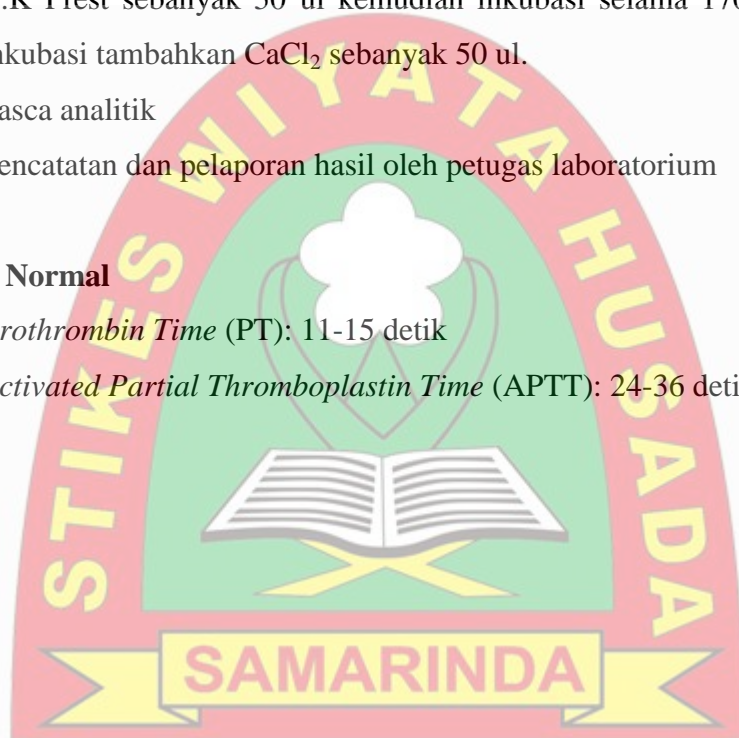 .K Prest sebanyak 50 ul kemudian inkubasi selama 170
nkubasi tambahkan CaCl₂ sebanyak 50 ul.
asca analitik
encatatan dan pelaporan hasil oleh petugas laboratorium
Normal
rothrombin Time (PT): 11-15 detik
ctivated Partial Thromboplastin Time (APTT): 24-36 deti
STIKES WIYATA HUSADA
SAMARINDA